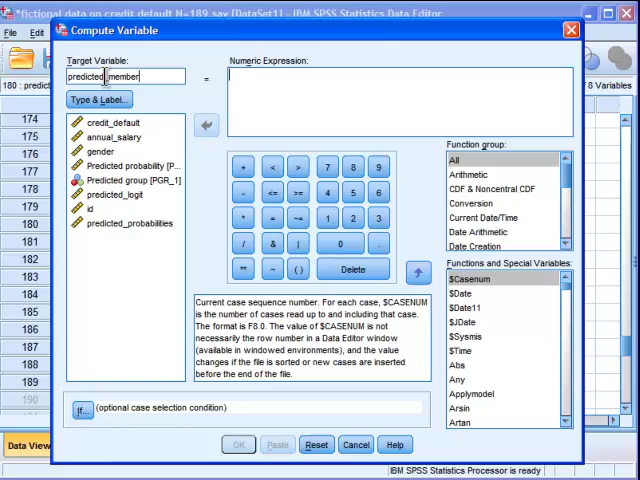 *fictional data on credit default N=189.sav [DataSet1] - IBM SPSS Statistics Data Editor
File Edit
Compute Variable
Target Variable:
predicted_member
=
Numeric Expression:
Type & Label...
180 : predict
of 8 Variables
174
175
176
177
178
179
180
181
182
183
184
185
186
187
188
189
190
credit_default
annual_salary
gender
Predicted probability [P...
Predicted group [PGR_1]
predicted_logit
id
predicted_probabilities
+ < > 7 8 9
- <= >= 4 5 6
* = ~= 1 2 3
/ & | 0 .
** ~ ( ) Delete
Function group:
All
Arithmetic
CDF & Noncentral CDF
Conversion
Current Date/Time
Date Arithmetic
Date Creation
Functions and Special Variables:
$Casenum
$Date
$Date11
$JDate
$Sysmis
$Time
Abs
Any
Applymodel
Arsin
Artan
Current case sequence number. For each case, $CASENUM
is the number of cases read up to and including that case.
The format is F8.0. The value of $CASENUM is not
necessarily the row number in a Data Editor window
(available in windowed environments), and the value
changes if the file is sorted or new cases are inserted
before the end of the file.
If... (optional case selection condition)
OK Paste Reset Cancel Help
Data View
IBM SPSS Statistics Processor is ready